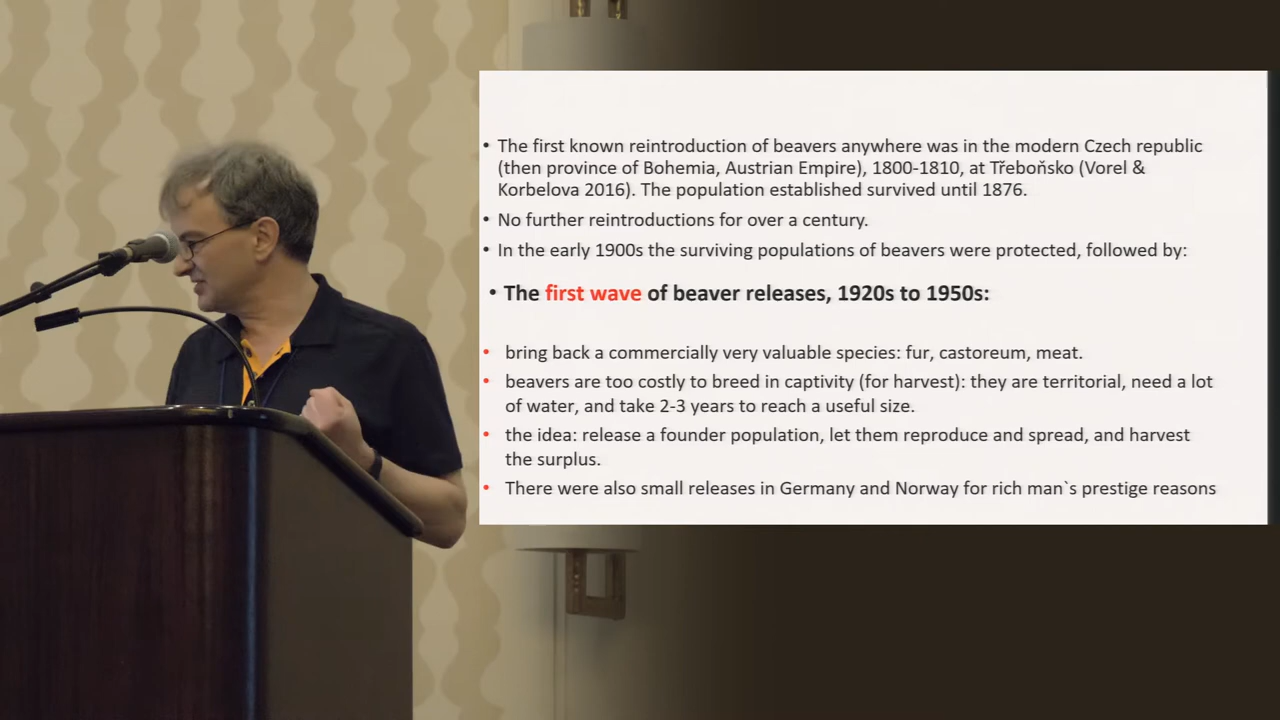 • The first known reintroduction of beavers anywhere was in the modern Czech republic
(then province of Bohemia, Austrian Empire), 1800-1810, at Třeboňsko (Vorel &
Korbelova 2016). The population established survived until 1876.
• No further reintroductions for over a century.
• In the early 1900s the surviving populations of beavers were protected, followed by:
• The first wave of beaver releases, 1920s to 1950s:
• bring back a commercially very valuable species: fur, castoreum, meat.
• beavers are too costly to breed in captivity (for harvest): they are territorial, need a lot
of water, and take 2-3 years to reach a useful size.
• the idea: release a founder population, let them reproduce and spread, and harvest
the surplus.
• There were also small releases in Germany and Norway for rich man`s prestige reasons